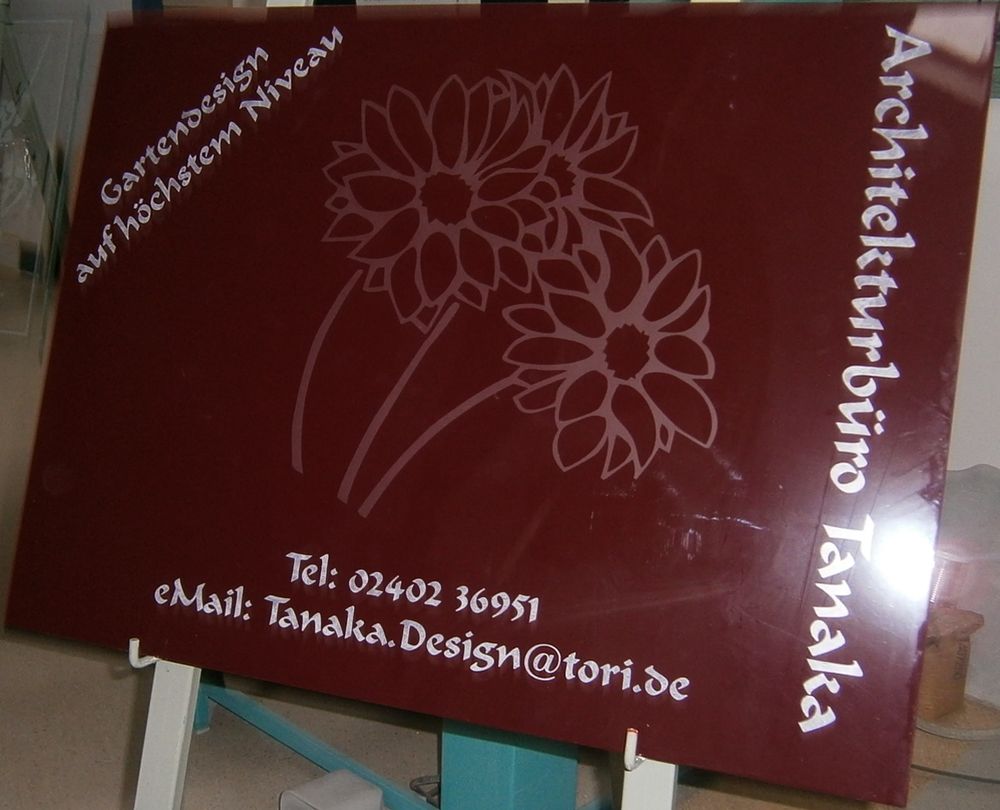 Gartendesign
auf höchstem Niveau
Architekturbüro Tanaka
Tel: 02402 36951
eMail: Tanaka.Design@tori.de